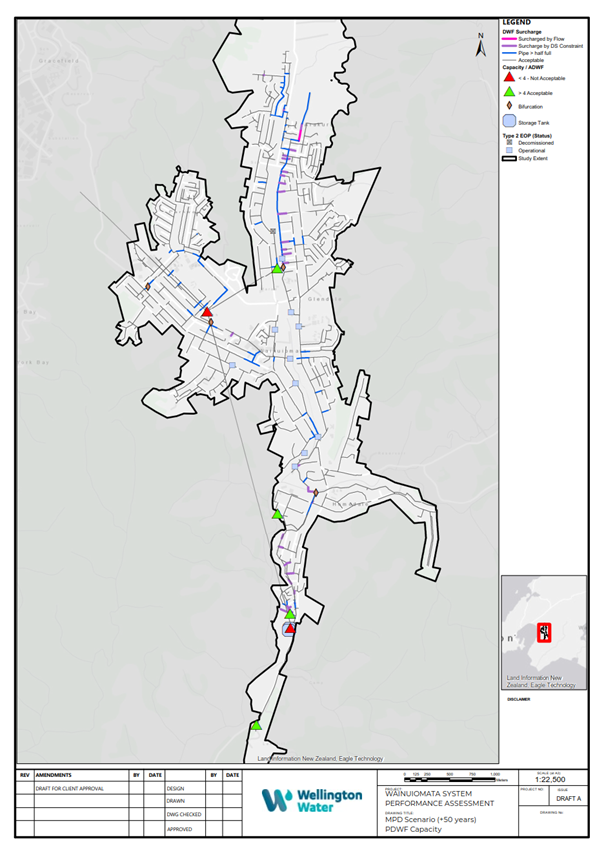 LEGEND
DWF Surcharge
Surcharged by Flow
Surcharge by DS Constraint
Pipe > half full
Acceptable
Capacity / ADWF
< 4 - Not Acceptable
> 4 Acceptable
Bifurcation
Storage Tank
Type 2 EOP (Status)
Decomissioned
Operational
Study Extent
N
Gracefield
Glendale
Land Information New
Zealand, Eagle Technology
DISCLAIMER
Land Information New Zealand, Eagle Technology
REV AMENDMENTS BY DATE BY DATE
DRAFT FOR CLIENT APPROVAL
DESIGN
DRAWN
DWG CHECKED
APPROVED
Wellington
Water
0 125 250 500 750 1,000
Meters
PROJECT
WAINUIOMATA SYSTEM
PERFORMANCE ASSESSMENT
DRAWING TITLE:
MPD Scenario (+50 years)
PDWF Capacity
SCALE (A3)
1:22,500
PROJECT NO
ISSUE
DRAFT A
DRAWING No.